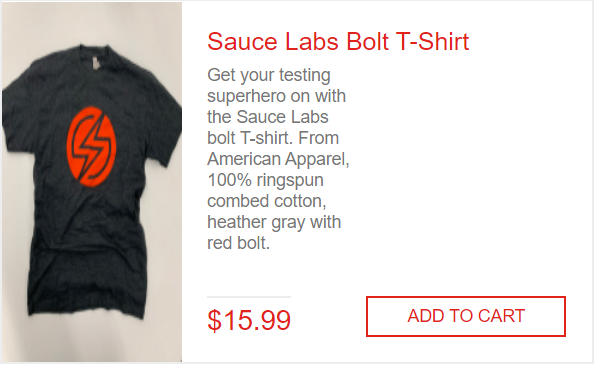 Sauce Labs Bolt T-Shirt
Get your testing
superhero on with
the Sauce Labs
bolt T-shirt. From
American Apparel,
100% ringspun
combed cotton,
heather gray with
red bolt.
$15.99
ADD TO CART